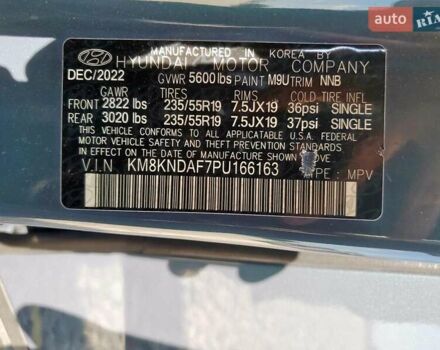 AUTO
RIA
MANUFACTURED IN KOREA BY
HYUNDAI MOTOR COMPANY
DEC/2022 GVWR 5600 lbs PAINT M9U TRIM NNB
GAWR TIRES RIMS COLD TIRE INFL
FRONT 2822 lbs 235/55R19 7.5JX19 36psi SINGLE
REAR 3020 lbs 235/55R19 7.5JX19 37psi SINGLE
THIS VEHICLE CONFORMS TO ALL APPLICABLE U.S.A. FEDERAL
MOTOR VEHICLE SAFETY STANDARDS IN EFFECT ON THE
DATE OF MANUFACTURE SHOWN ABOVE.
V.I.N KM8KNDAF7PU166163 TYPE : MPV